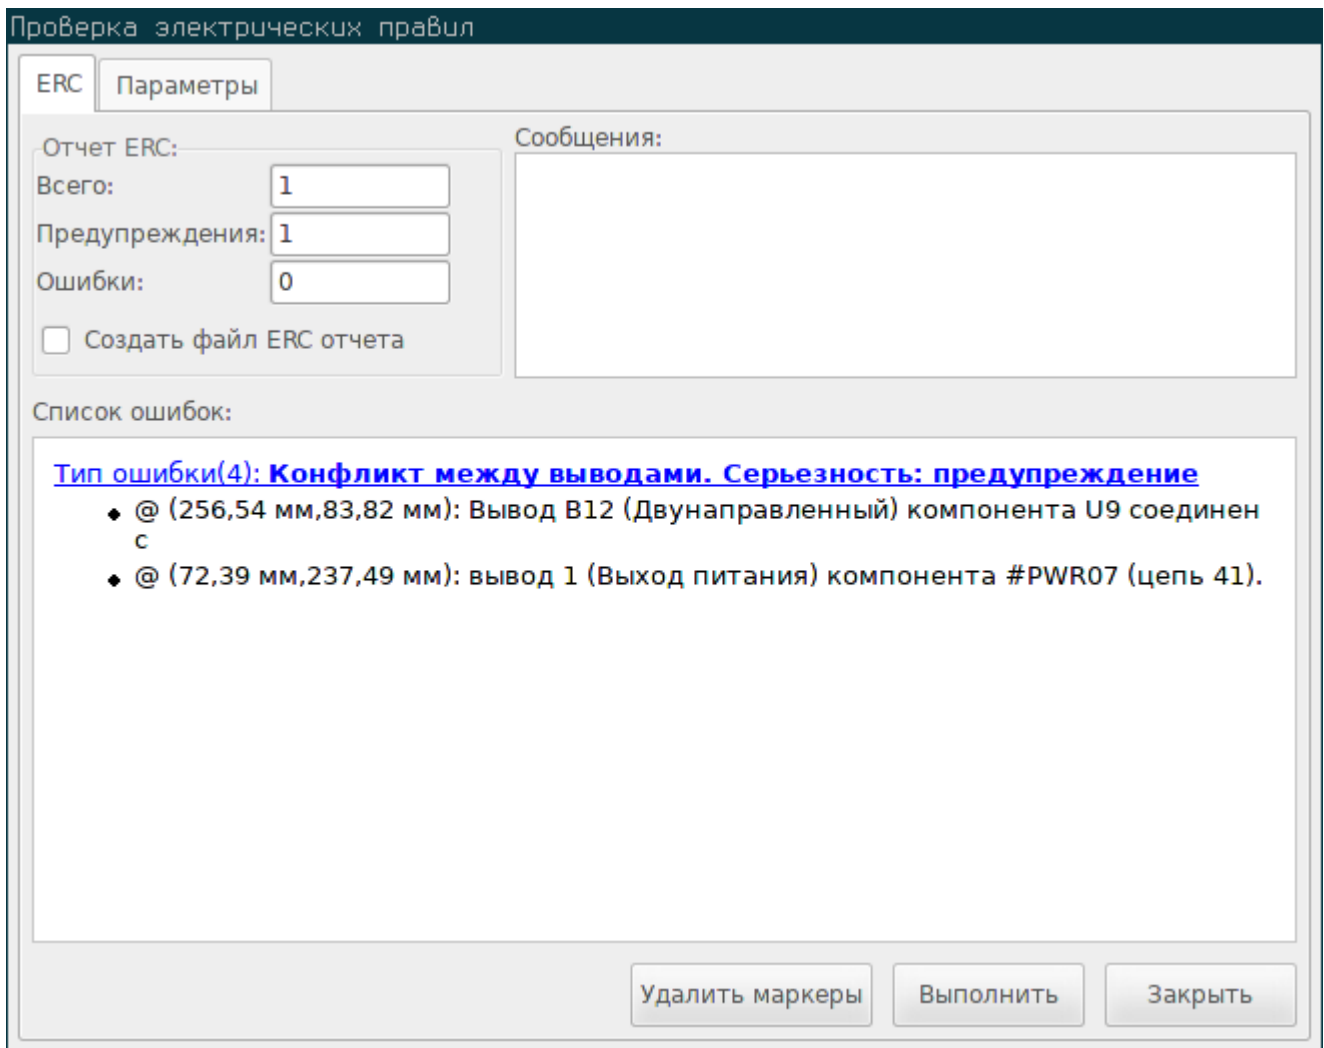 Проверка электрических правил
ERC
Параметры
Отчет ERC:
Всего:
1
Предупреждения:
1
Ошибки:
0
Создать файл ERC отчета
Сообщения:
Список ошибок:
Тип ошибки(4): Конфликт между выводами. Серьезность: предупреждение
@ (256,54 мм,83,82 мм): Вывод B12 (Двунаправленный) компонента U9 соединен
с
@ (72,39 мм,237,49 мм): вывод 1 (Выход питания) компонента #PWR07 (цепь 41).
Удалить маркеры
Выполнить
Закрыть